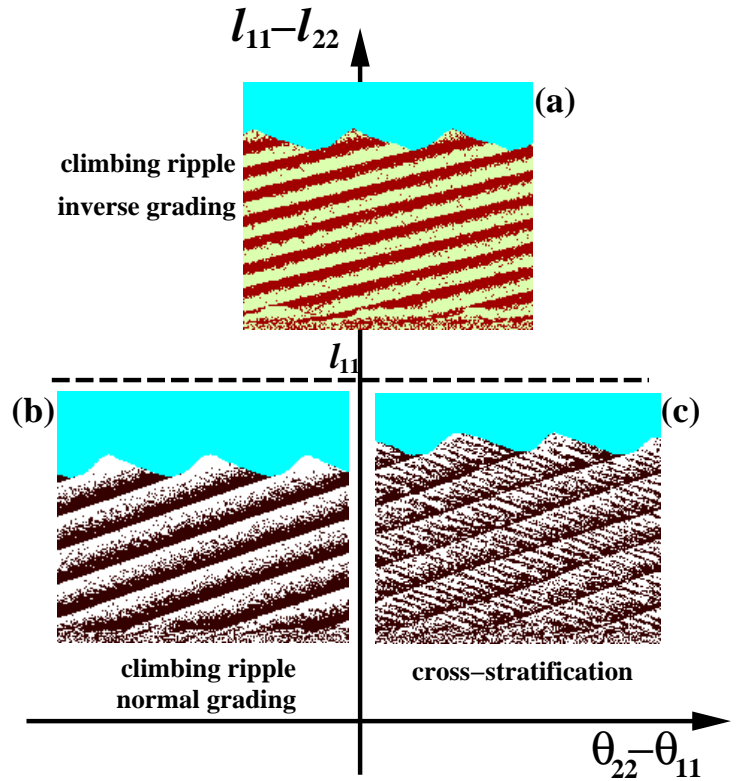 l₁₁−l₂₂
(a)
climbing ripple
inverse grading
l₁₁
(b)
(c)
climbing ripple
normal grading
cross−stratification
θ₂₂−θ₁₁